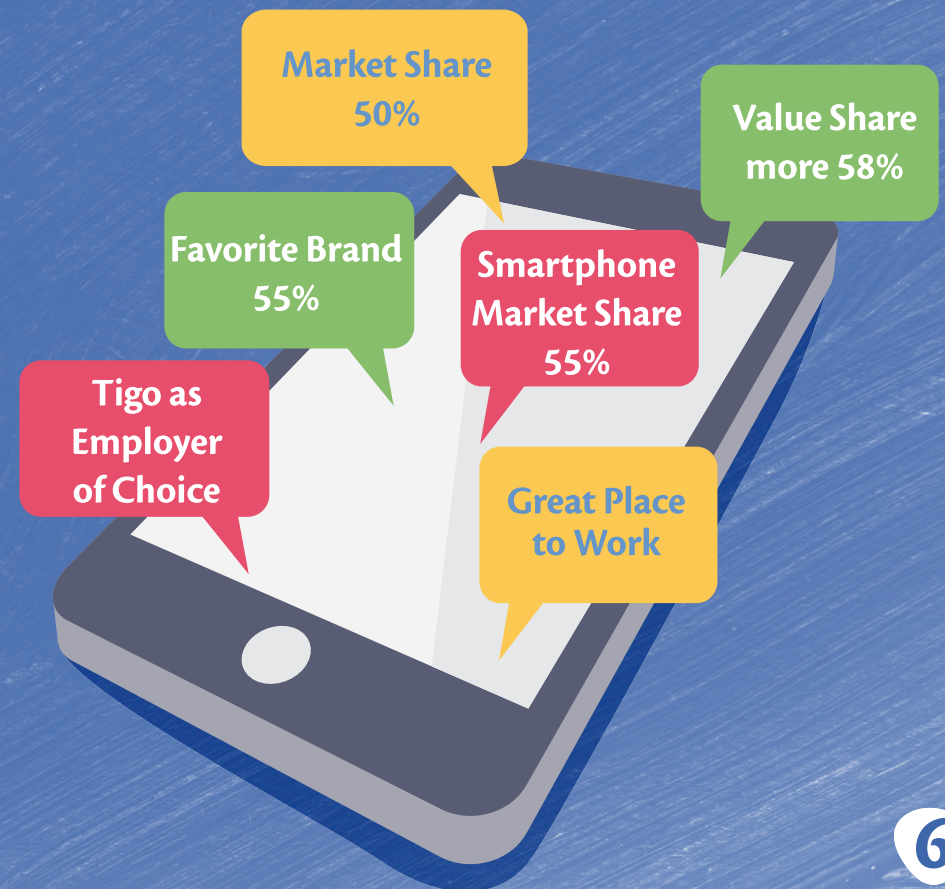 Market Share
50%
Value Share
more 58%
Favorite Brand
55%
Smartphone
Market Share
55%
Tigo as
Employer
of Choice
Great Place
to Work
6